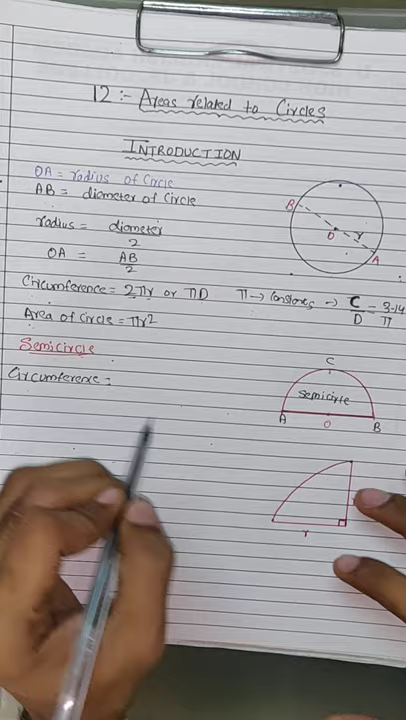 12 :- Areas related to Circles
INTRODUCTION
OA = radius of Circle
AB = diameter of Circle
radius = diameter
2
OA = AB
2
B
O
r
A
Circumference = 2πr or πD π → Constant → C = 3.14
D π
Area of circle = πr2
Semicircle
Circumference =
C
Semicircle
A O B
r